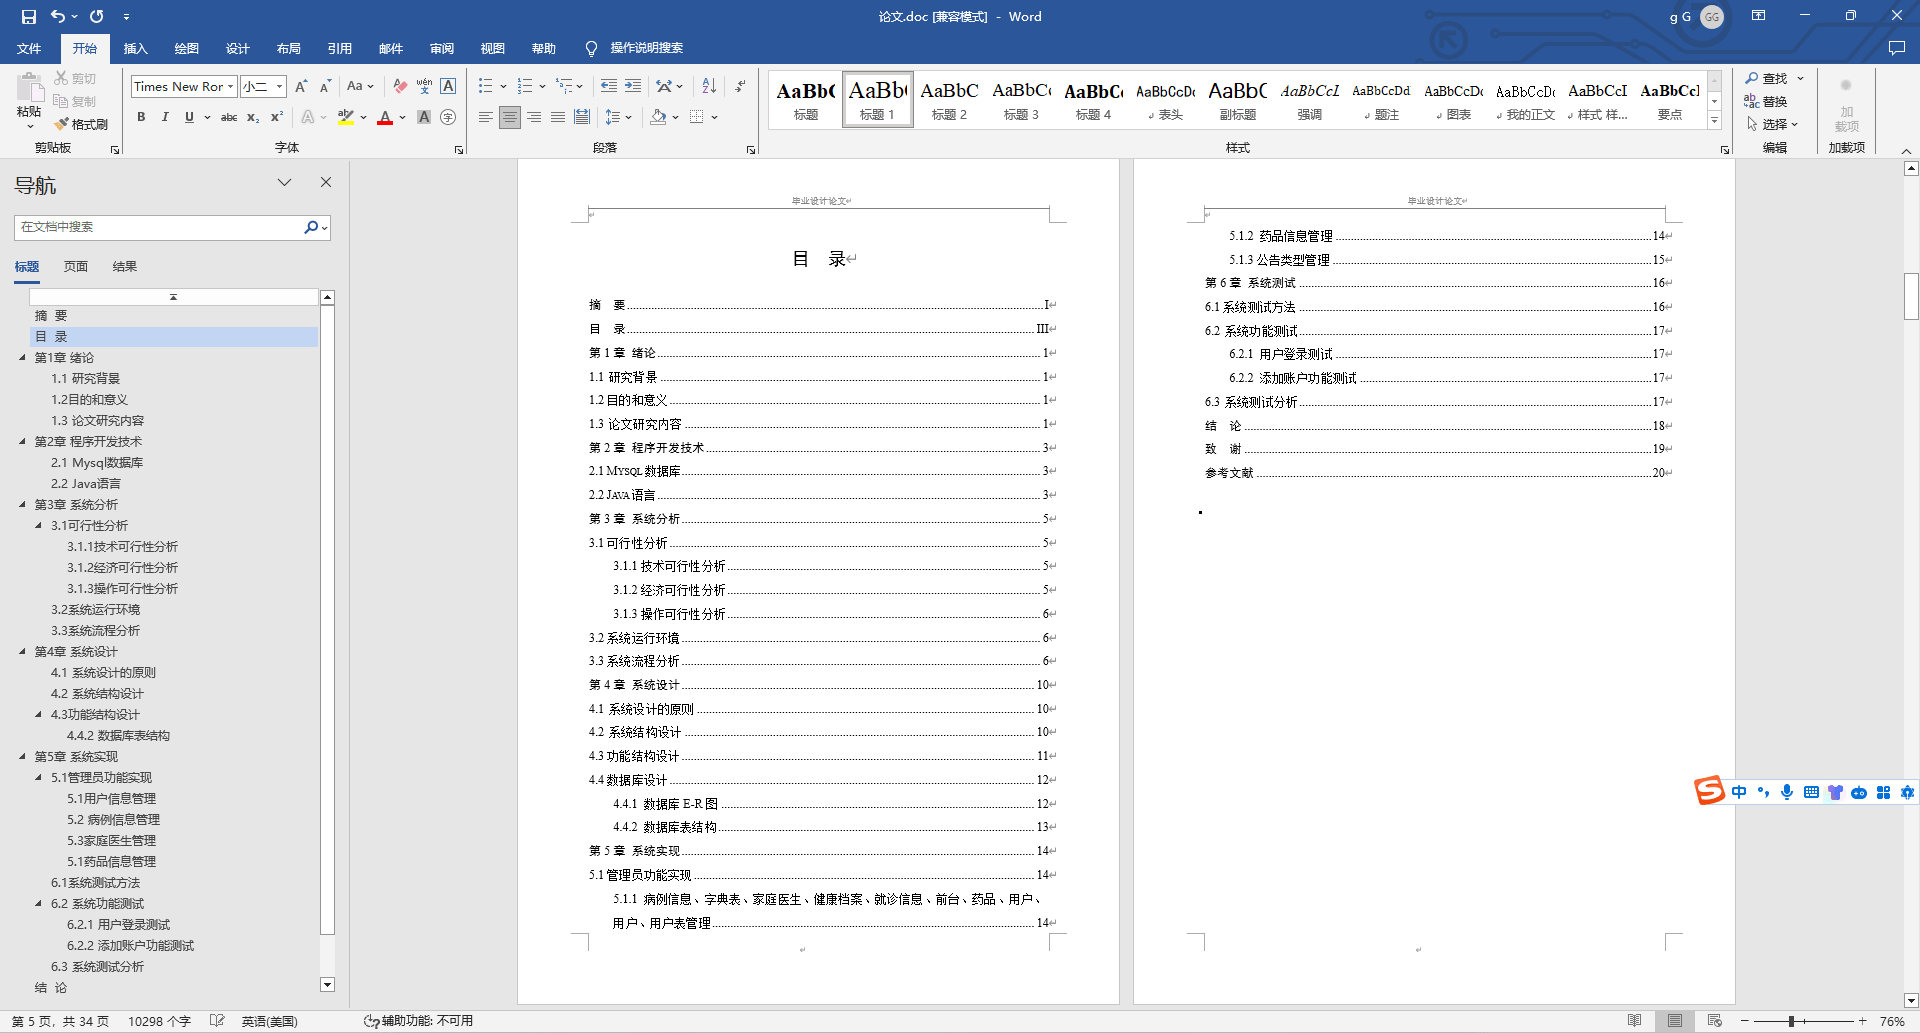 论文.doc [兼容模式] - Word
g G
GG
文件 开始 插入 绘图 设计 布局 引用 邮件 审阅 视图 帮助 操作说明搜索
粘贴
剪切
复制
格式刷
剪贴板
Times New Ror
小二
字体
段落
AaBbC 标题
AaBb 标题 1
AaBbC 标题 2
AaBbC 标题 3
AaBbC 标题 4
AaBbCcDc 表头
AaBbC 副标题
AaBbCcL 强调
AaBbCcDd 题注
AaBbCcDc 图表
AaBbCcDc 我的正文
AaBbCcI 样式 样...
AaBbCcI 要点
样式
查找
替换
选择
编辑
加载项
加载项
导航
在文档中搜索
标题 页面 结果
摘 要
目 录
第1章 绪论
1.1 研究背景
1.2目的和意义
1.3 论文研究内容
第2章 程序开发技术
2.1 Mysql数据库
2.2 Java语言
第3章 系统分析
3.1可行性分析
3.1.1技术可行性分析
3.1.2经济可行性分析
3.1.3操作可行性分析
3.2系统运行环境
3.3系统流程分析
第4章 系统设计
4.1 系统设计的原则
4.2 系统结构设计
4.3功能结构设计
4.4.2 数据库表结构
第5章 系统实现
5.1管理员功能实现
5.1用户信息管理
5.2 病例信息管理
5.3家庭医生管理
5.1药品信息管理
6.1系统测试方法
6.2 系统功能测试
6.2.1 用户登录测试
6.2.2 添加账户功能测试
6.3 系统测试分析
结 论
毕业设计论文
目 录
摘 要 I
目 录 III
第 1 章 绪论 1
1.1 研究背景 1
1.2 目的和意义 1
1.3 论文研究内容 1
第 2 章 程序开发技术 3
2.1 MYSQL 数据库 3
2.2 JAVA 语言 3
第 3 章 系统分析 5
3.1 可行性分析 5
3.1.1 技术可行性分析 5
3.1.2 经济可行性分析 5
3.1.3 操作可行性分析 6
3.2 系统运行环境 6
3.3 系统流程分析 6
第 4 章 系统设计 10
4.1 系统设计的原则 10
4.2 系统结构设计 10
4.3 功能结构设计 11
4.4 数据库设计 12
4.4.1 数据库 E-R 图 12
4.4.2 数据库表结构 13
第 5 章 系统实现 14
5.1 管理员功能实现 14
5.1.1 病例信息、字典表、家庭医生、健康档案、就诊信息、前台、药品、用户、
用户、用户表管理 14
毕业设计论文
5.1.2 药品信息管理 14
5.1.3 公告类型管理 15
第 6 章 系统测试 16
6.1 系统测试方法 16
6.2 系统功能测试 17
6.2.1 用户登录测试 17
6.2.2 添加账户功能测试 17
6.3 系统测试分析 17
结 论 18
致 谢 19
参考文献 20
中
第 5 页，共 34 页 10298 个字 英语(美国) 辅助功能: 不可用 76%